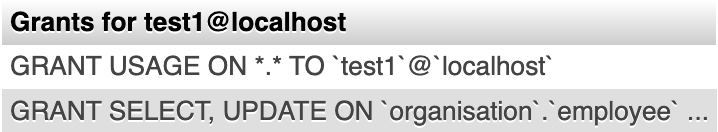 Grants for test1@localhost
GRANT USAGE ON *.* TO `test1`@`localhost`
GRANT SELECT, UPDATE ON `organisation`.`employee` ...